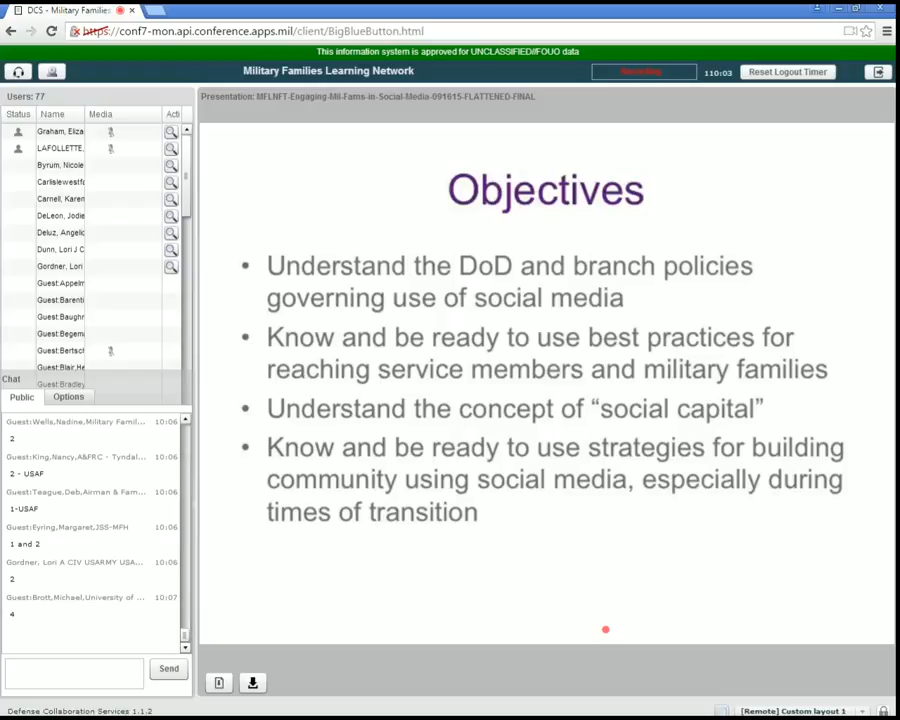 DCS - Military Families
https://conf7-mon.api.conference.apps.mil/client/BigBlueButton.html
This information system is approved for UNCLASSIFIED//FOUO data
Military Families Learning Network
Recording
110:03
Reset Logout Timer
Users: 77
Status Name Media Acti
Graham, Eliza
LAFOLLETTE,
Byrum, Nicole
Carlislewestf
Carnell, Karen
DeLeon, Jodie
Deluz, Angelic
Dunn, Lori J C
Gordner, Lori
Guest:Appelm
Guest:Barenti
Guest:Baughr
Guest:Begema
Guest:Bertsch
Guest:Blair,He
Guest:Bradley
Chat
Public Options
Guest:Wells,Nadine,Military Famil... 10:06
2
Guest:King,Nancy,A&FRC - Tyndal... 10:06
2 - USAF
Guest:Teague,Deb,Airman & Fam... 10:06
1-USAF
Guest:Eyring,Margaret,JSS-MFH 10:06
1 and 2
Gordner, Lori A CIV USARMY USA... 10:06
2
Guest:Brott,Michael,University of ... 10:07
4
Send
Presentation: MFLNFT-Engaging-Mil-Fams-in-Social-Media-091615-FLATTENED-FINAL
Objectives
• Understand the DoD and branch policies
governing use of social media
• Know and be ready to use best practices for
reaching service members and military families
• Understand the concept of “social capital”
• Know and be ready to use strategies for building
community using social media, especially during
times of transition
Defense Collaboration Services 1.1.2
[Remote] Custom layout 1